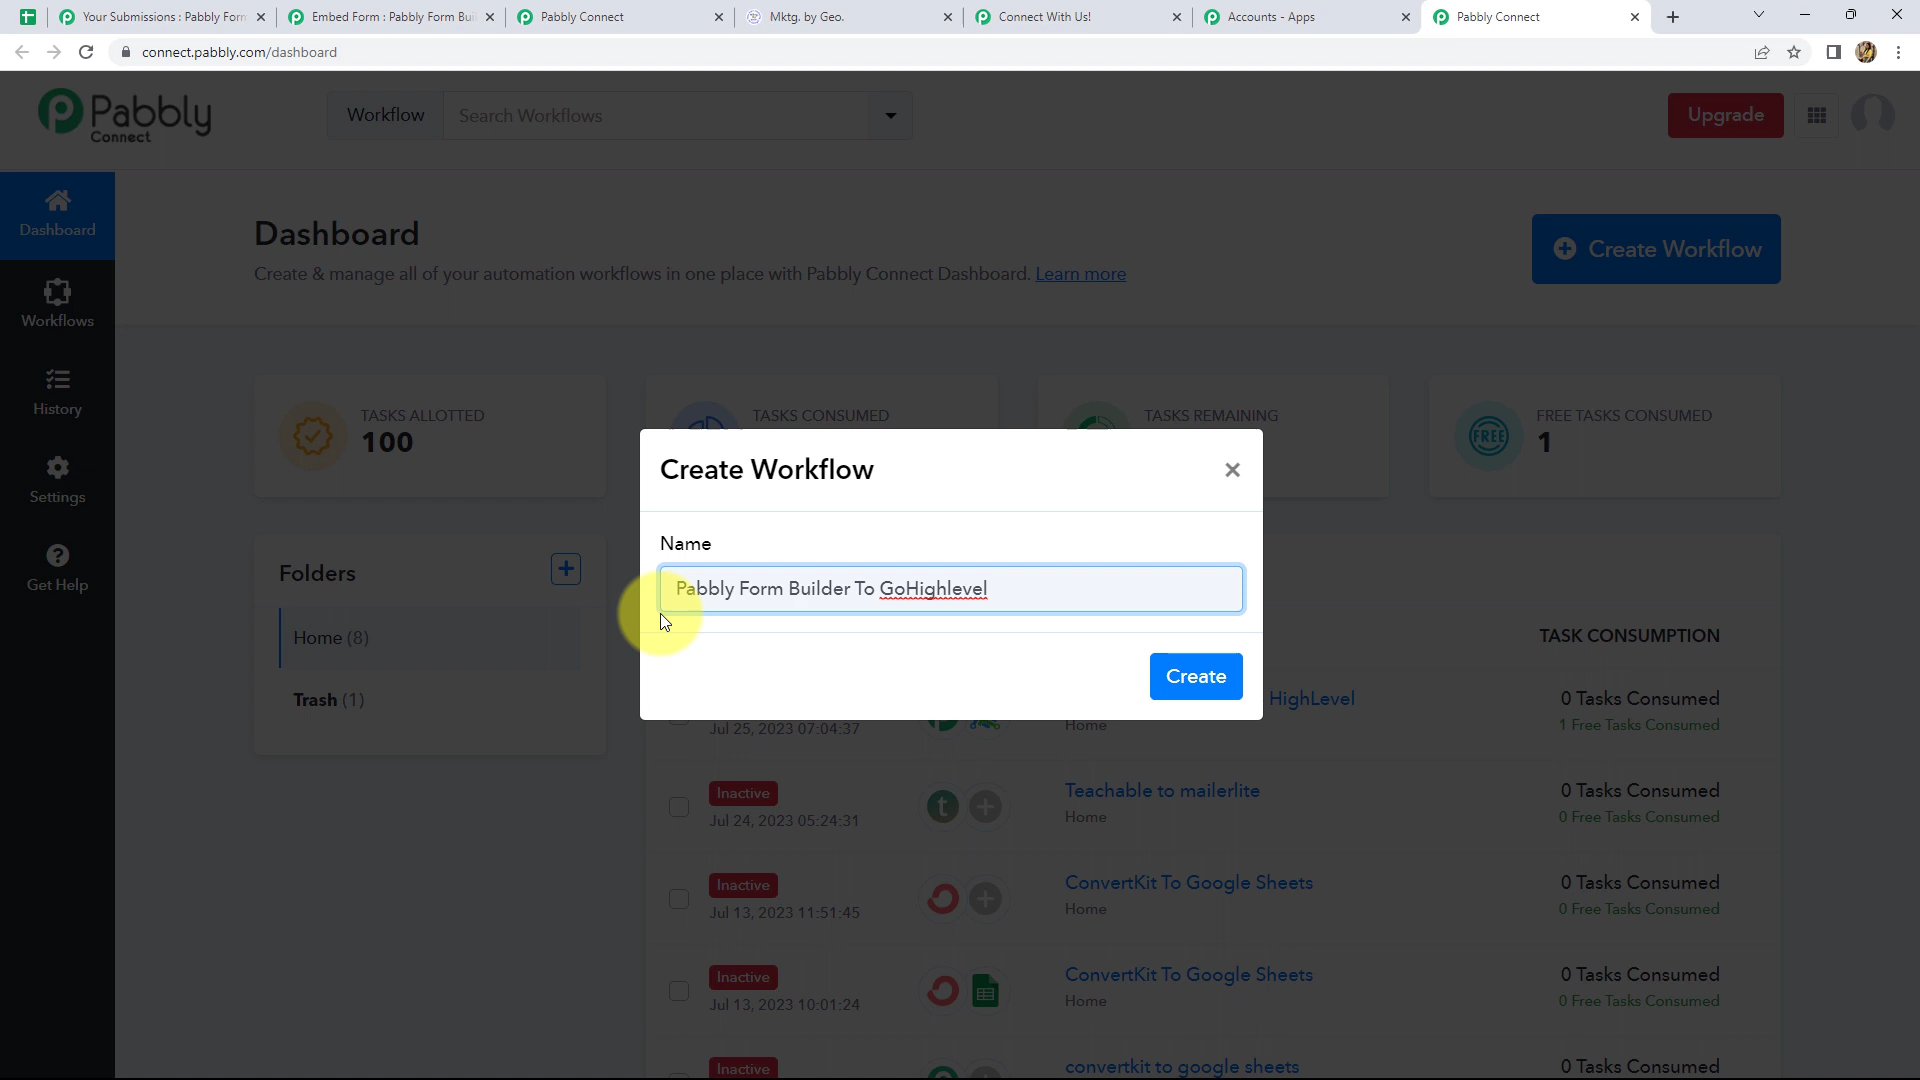 Your Submissions : Pabbly Form
Embed Form : Pabbly Form Bui
Pabbly Connect
Mktg. by Geo.
Connect With Us!
Accounts - Apps
Pabbly Connect
connect.pabbly.com/dashboard
Pabbly
Connect
Workflow
Search Workflows
Upgrade
Dashboard
Workflows
History
Settings
Get Help
Dashboard
Create & manage all of your automation workflows in one place with Pabbly Connect Dashboard. Learn more
Create Workflow
TASKS ALLOTTED
100
TASKS CONSUMED
TASKS REMAINING
FREE TASKS CONSUMED
FREE
1
Folders
Home (8)
Trash (1)
Create Workflow
Name
Pabbly Form Builder To GoHighlevel
Create
TASK CONSUMPTION
Jul 25, 2023 07:04:37
HighLevel
Home
0 Tasks Consumed
1 Free Tasks Consumed
Inactive
Jul 24, 2023 05:24:31
t
Teachable to mailerlite
Home
0 Tasks Consumed
0 Free Tasks Consumed
Inactive
Jul 13, 2023 11:51:45
ConvertKit To Google Sheets
Home
0 Tasks Consumed
0 Free Tasks Consumed
Inactive
Jul 13, 2023 10:01:24
ConvertKit To Google Sheets
Home
0 Tasks Consumed
0 Free Tasks Consumed
Inactive
convertkit to google sheets
0 Tasks Consumed